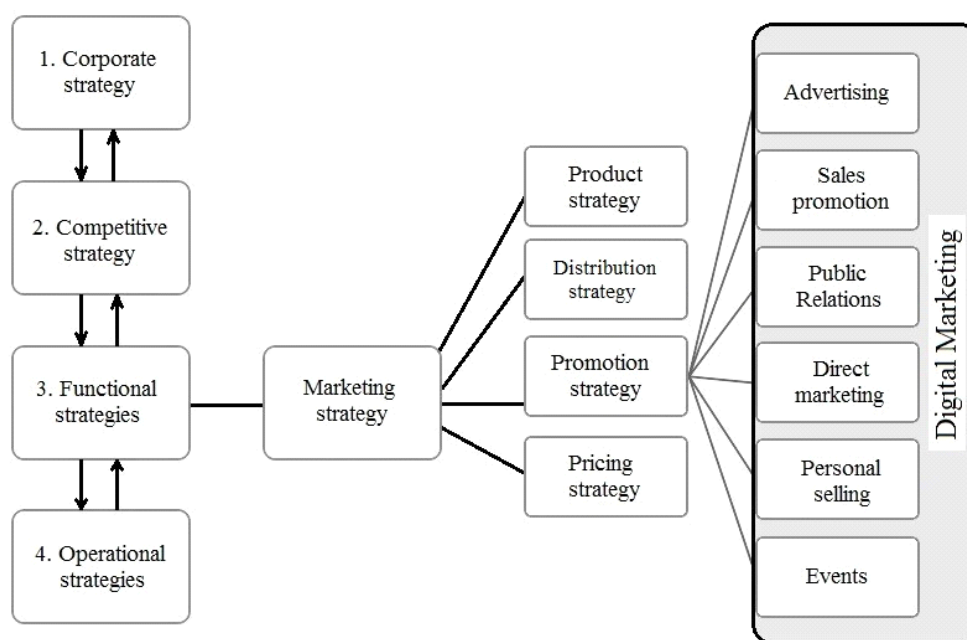 1. Corporate
strategy
2. Competitive
strategy
3. Functional
strategies
4. Operational
strategies
Marketing
strategy
Product
strategy
Distribution
strategy
Promotion
strategy
Pricing
strategy
Advertising
Sales
promotion
Public
Relations
Direct
marketing
Personal
selling
Events
Digital Marketing